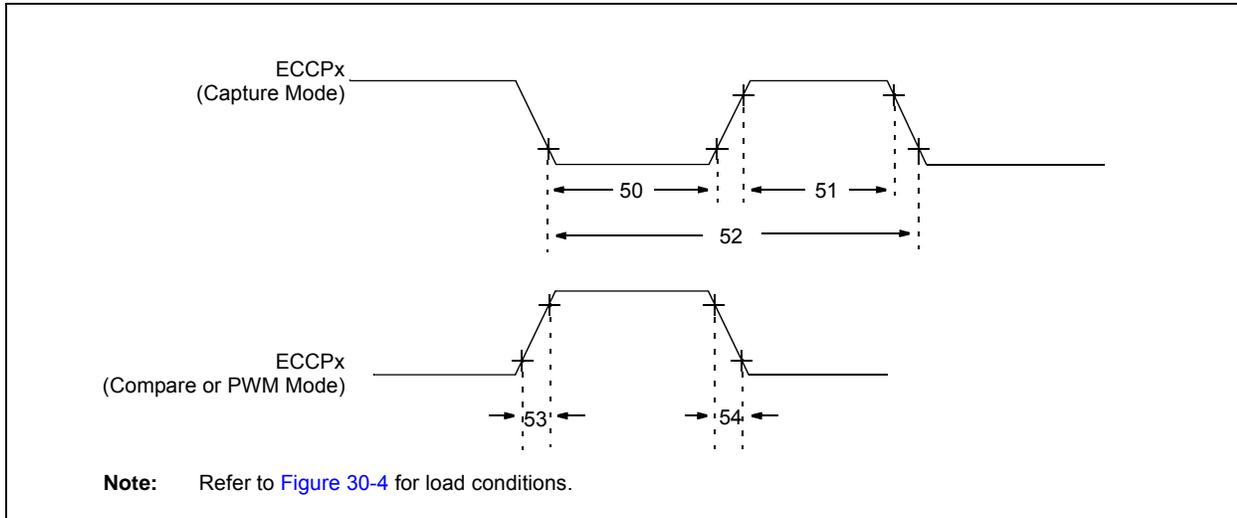 ECCPx
(Capture Mode)
50
51
52
ECCPx
(Compare or PWM Mode)
53
54
Note: Refer to Figure 30-4 for load conditions.